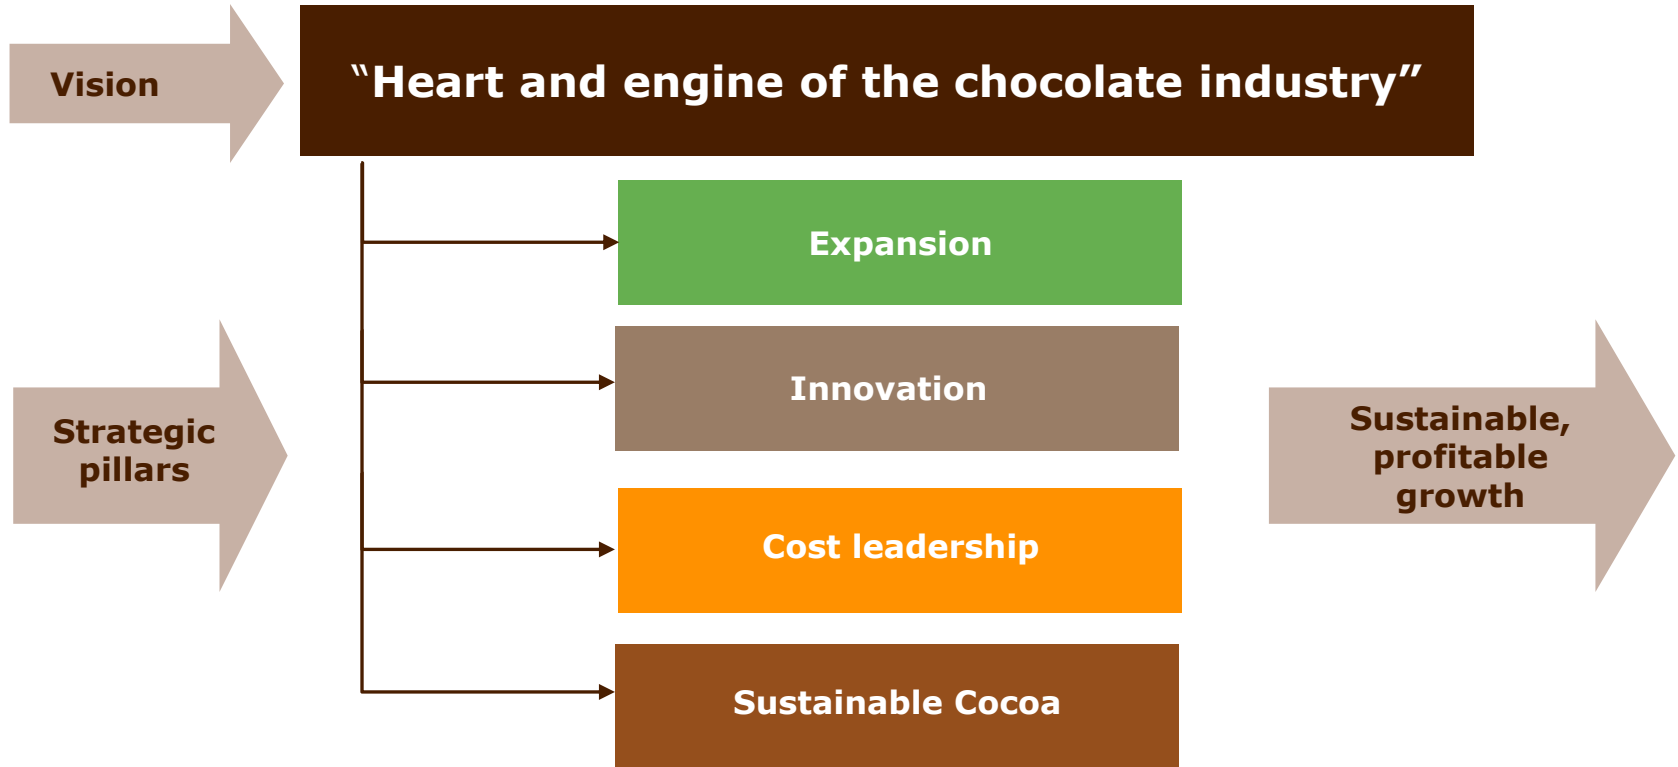 Vision
“Heart and engine of the chocolate industry”
Expansion
Innovation
Strategic
pillars
Sustainable,
profitable
growth
Cost leadership
Sustainable Cocoa